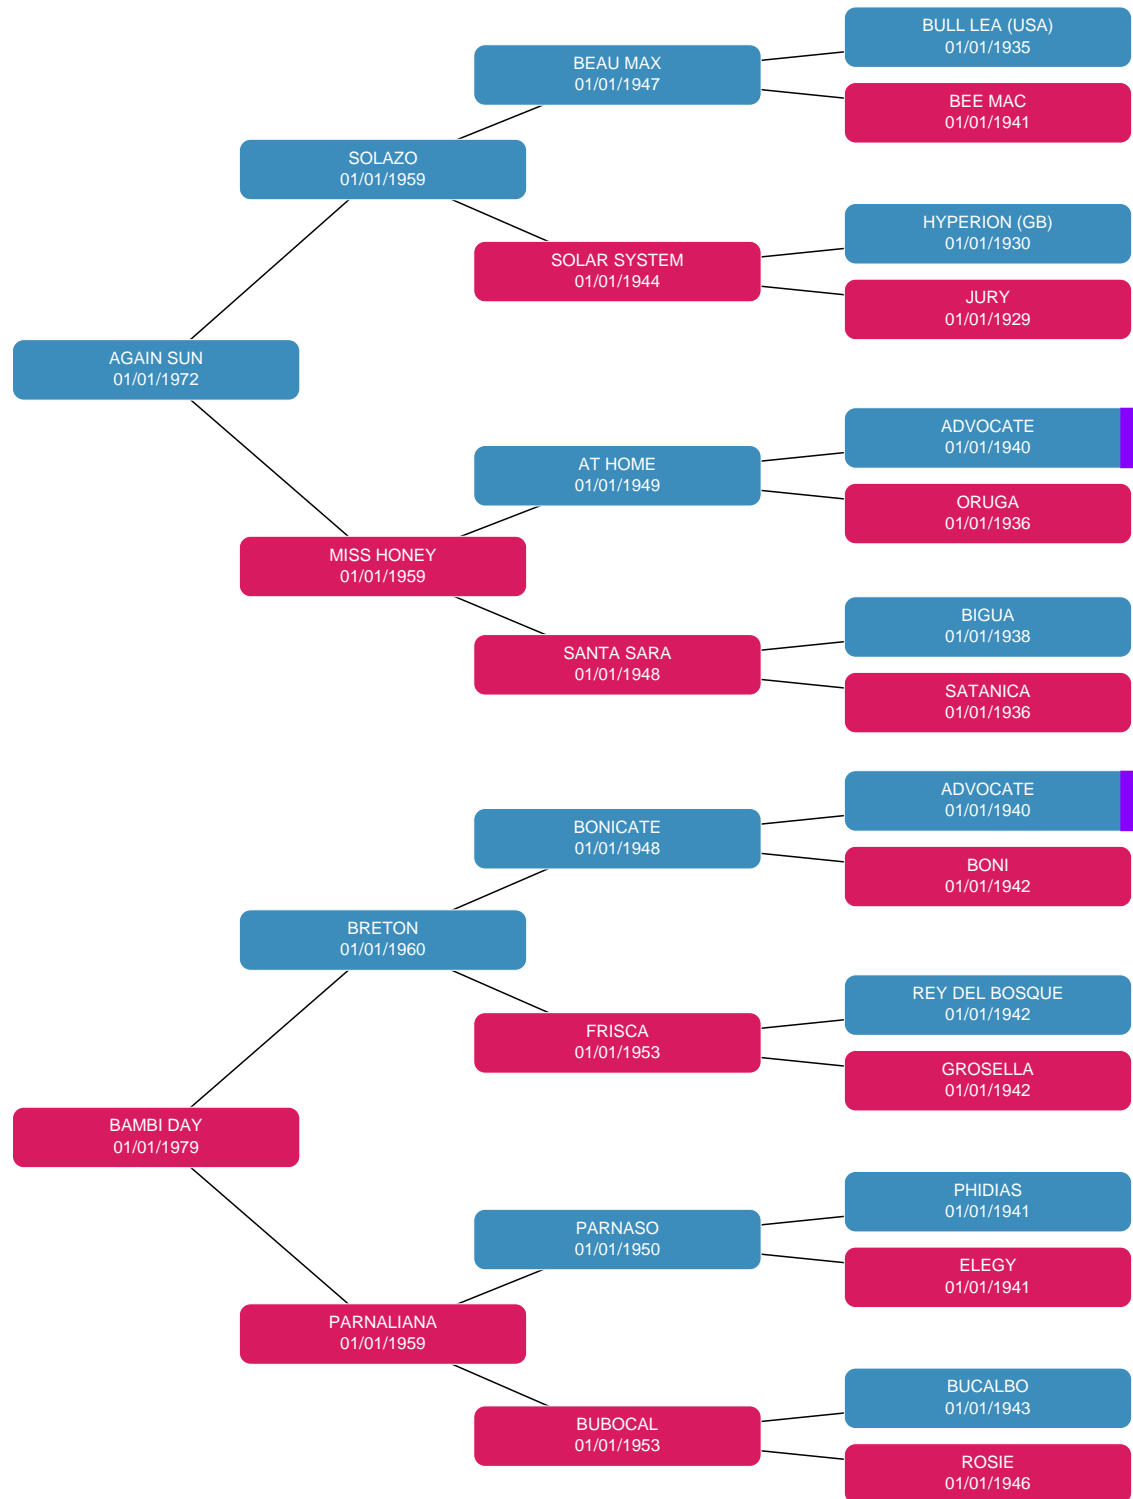 BULL LEA (USA)
01/01/1935
BEAU MAX
01/01/1947
BEE MAC
01/01/1941
SOLAZO
01/01/1959
HYPERION (GB)
01/01/1930
SOLAR SYSTEM
01/01/1944
JURY
01/01/1929
AGAIN SUN
01/01/1972
ADVOCATE
01/01/1940
AT HOME
01/01/1949
ORUGA
01/01/1936
MISS HONEY
01/01/1959
BIGUA
01/01/1938
SANTA SARA
01/01/1948
SATANICA
01/01/1936
ADVOCATE
01/01/1940
BONICATE
01/01/1948
BONI
01/01/1942
BRETON
01/01/1960
REY DEL BOSQUE
01/01/1942
FRISCA
01/01/1953
GROSELLA
01/01/1942
BAMBI DAY
01/01/1979
PHIDIAS
01/01/1941
PARNASO
01/01/1950
ELEGY
01/01/1941
PARNALIANA
01/01/1959
BUCALBO
01/01/1943
BUBOCAL
01/01/1953
ROSIE
01/01/1946